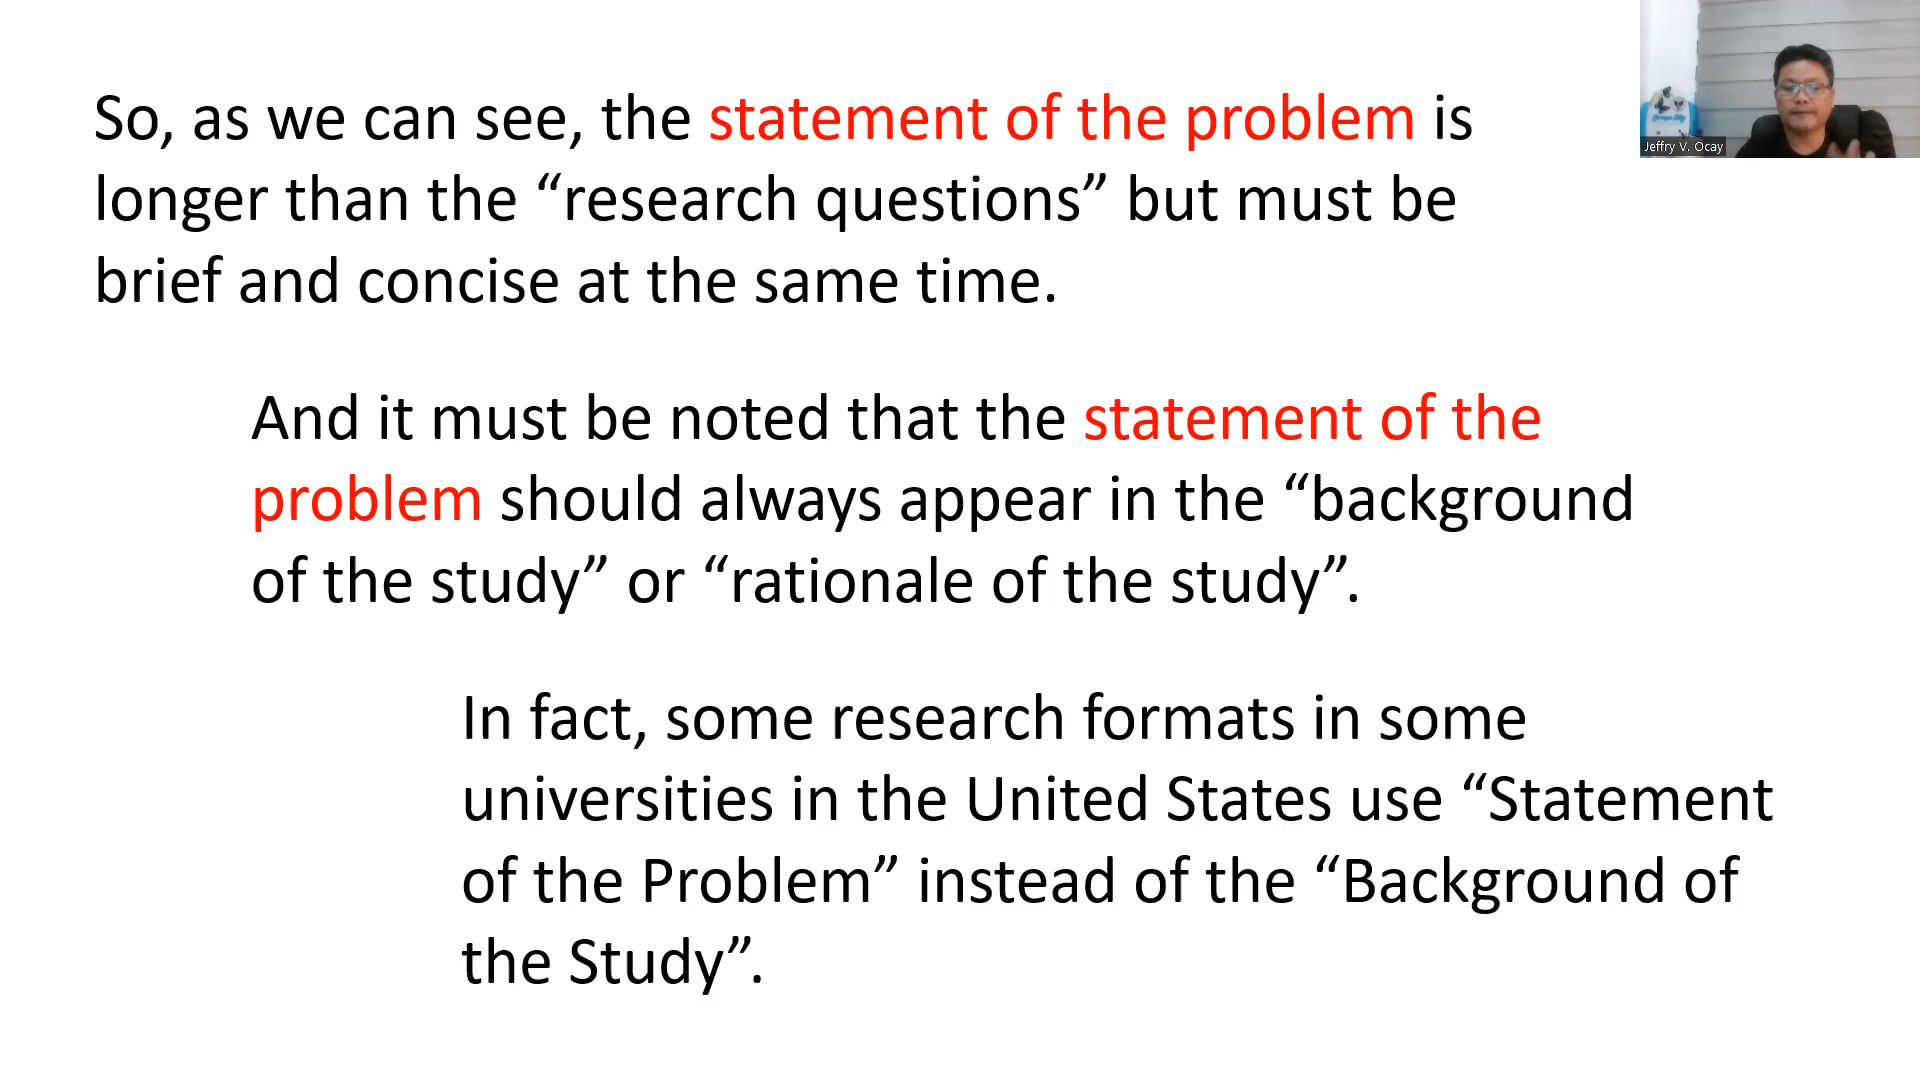 So, as we can see, the statement of the problem is
longer than the “research questions” but must be
brief and concise at the same time.
And it must be noted that the statement of the
problem should always appear in the “background
of the study” or “rationale of the study”.
In fact, some research formats in some
universities in the United States use “Statement
of the Problem” instead of the “Background of
the Study”.
Jeffry V. Ocay